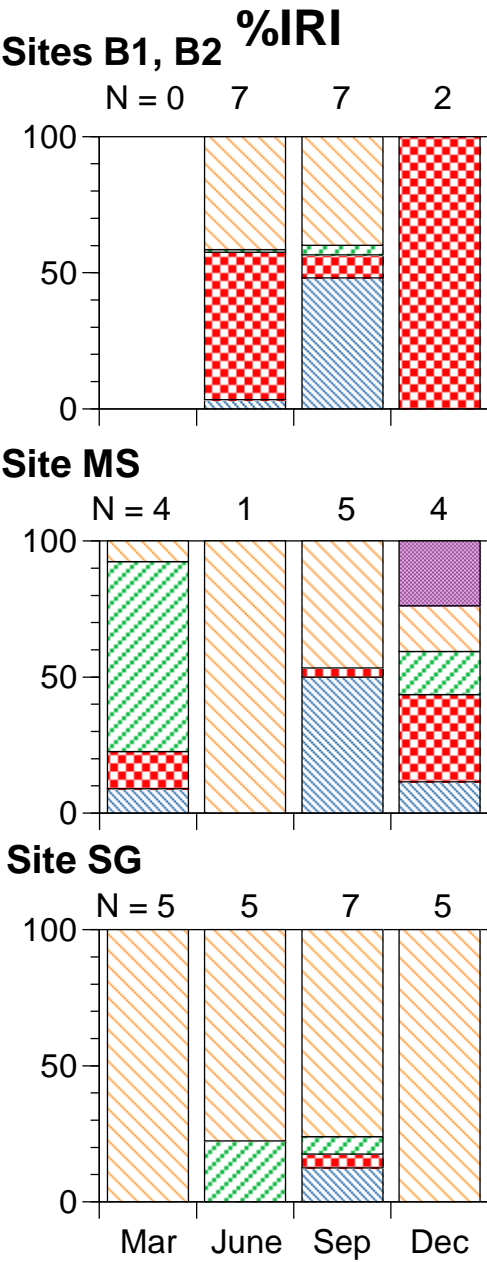 %IRI
Sites B1, B2
N = 0 7 7 2
100
50
0
Site MS
N = 4 1 5 4
100
50
0
Site SG
N = 5 5 7 5
100
50
0
Mar June Sep Dec